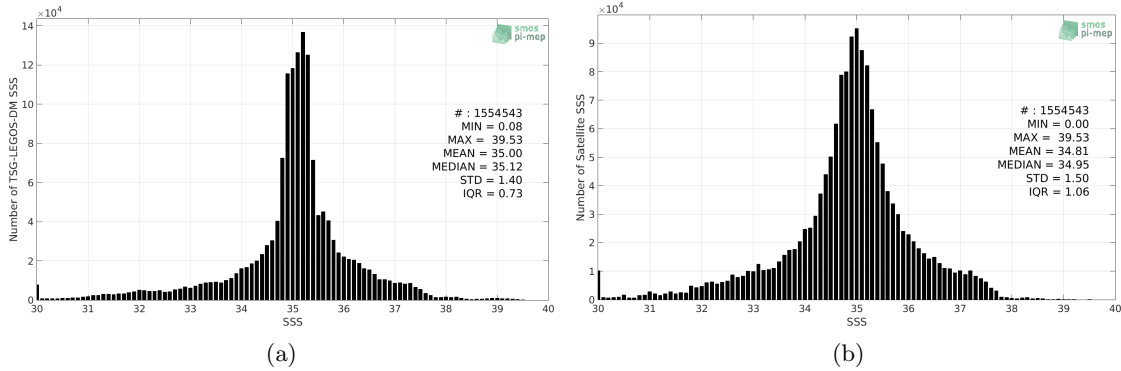 ×10⁴
14
12
10
8
6
4
2
0
30 31 32 33 34 35 36 37 38 39 40
SSS
Number of TSG-LEGOS-DM SSS
smos
pi-mep
# : 1554543
MIN = 0.08
MAX = 39.53
MEAN = 35.00
MEDIAN = 35.12
STD = 1.40
IQR = 0.73
(a)
×10⁴
9
8
7
6
5
4
3
2
1
0
30 31 32 33 34 35 36 37 38 39 40
SSS
Number of Satellite SSS
smos
pi-mep
# : 1554543
MIN = 0.00
MAX = 39.53
MEAN = 34.81
MEDIAN = 34.95
STD = 1.50
IQR = 1.06
(b)